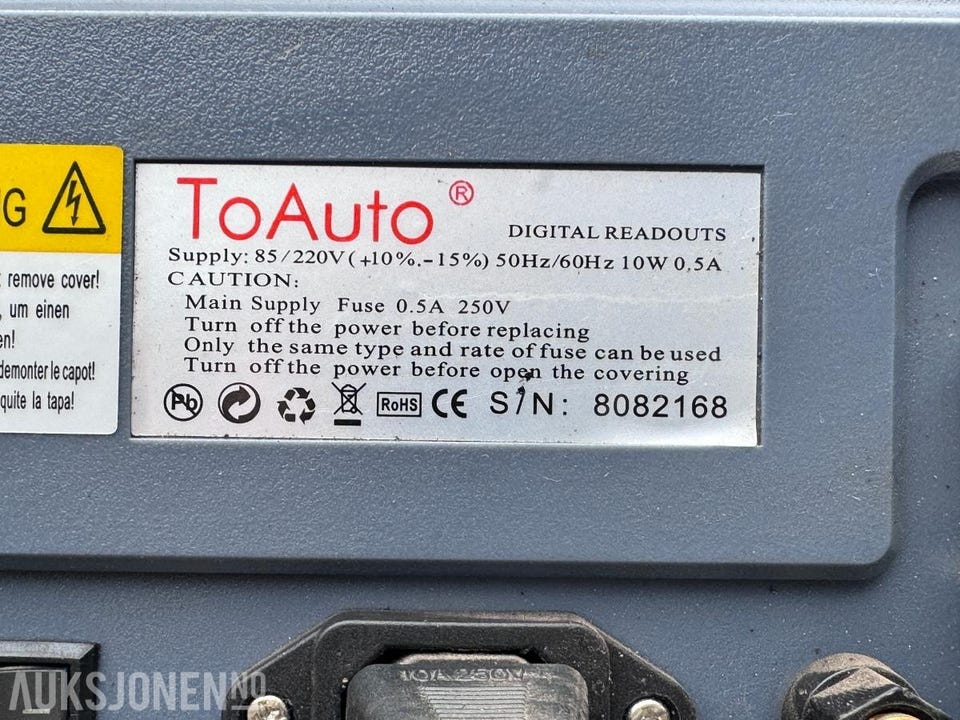 ToAuto®
DIGITAL READOUTS
Supply: 85/220V(+10%.-15%) 50Hz/60Hz 10W 0.5A
CAUTION:
Main Supply Fuse 0.5A 250V
Turn off the power before replacing
Only the same type and rate of fuse can be used
Turn off the power before open the covering
Pb RoHS CE S/N: 8082168
G
remove cover!
, um einen
en!
demonter le capot!
quite la tapa!
10A 250V
AUKSJONEN.NO